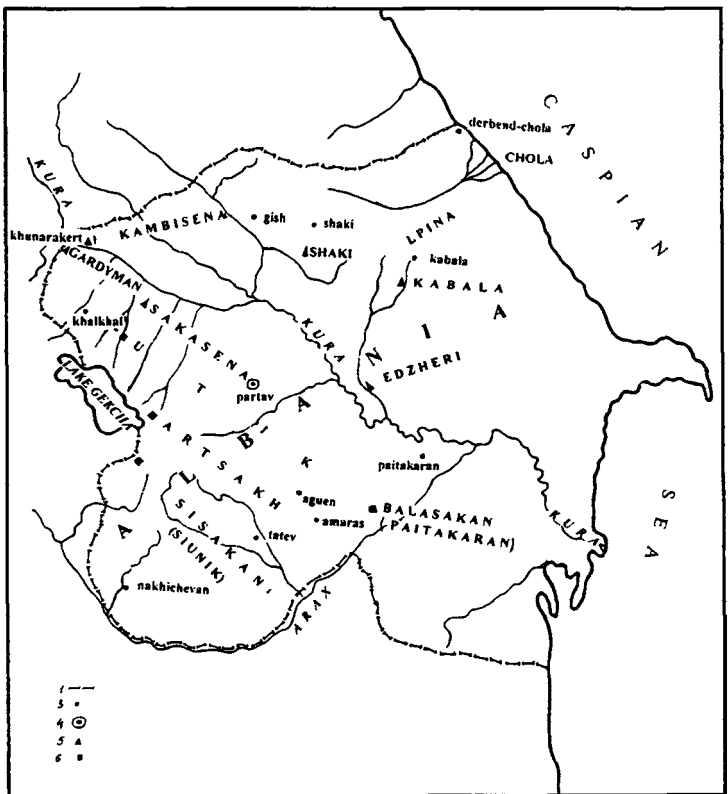 CASPIAN
SEA
derbend-chola
CHOLA
KURA
KAMBISENA
gish
shaki
SHAKI
LPINA
khunarakert
GARDYMAN
kabala
KABALA
SAKASENA
khalkhal
KURA
EDZHERI
UTIK
LAKE GEKCHA
partav
ALBANIA
ARTSAKH
paitakaran
aguen
BALASAKAN
(PAITAKARAN)
amaras
SISAKAN
(SIUNIK)
tatev
KURA
nakhichevan
ARAX
1
3
4
5
6